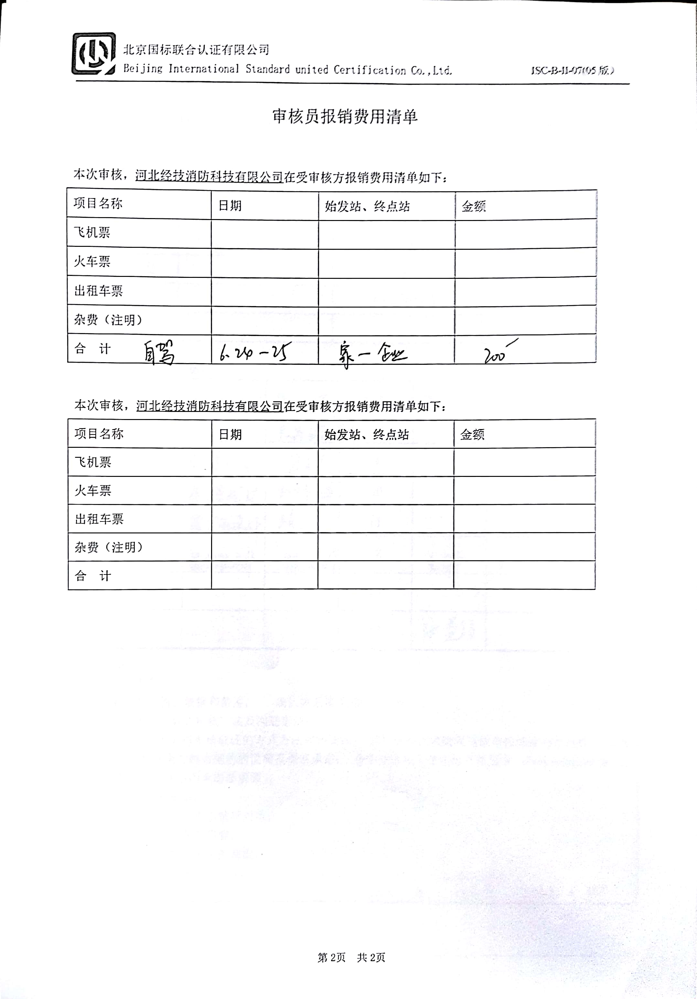 北京国标联合认证有限公司
Beijing International Standard united Certification Co.,Ltd. ISC-B-II-07(05版)
审核员报销费用清单
本次审核，河北经技消防科技有限公司在受审核方报销费用清单如下：
项目名称 日期 始发站、终点站 金额
飞机票
火车票
出租车票
杂费（注明）
合 计 自驾 6.24-25 家-企业 200
本次审核，河北经技消防科技有限公司在受审核方报销费用清单如下：
项目名称 日期 始发站、终点站 金额
飞机票
火车票
出租车票
杂费（注明）
合 计
第2页 共2页